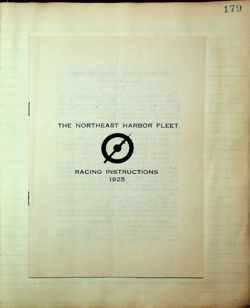 179
THE NORTHEAST HARBOR FLEET
RACING INSTRUCTIONS
1925